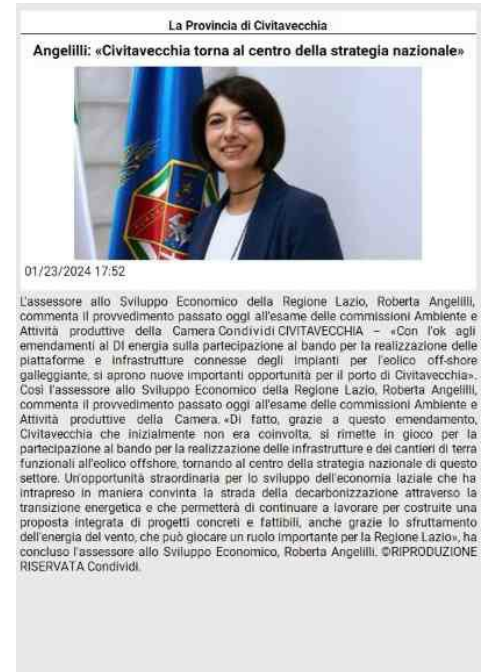 La Provincia di Civitavecchia
Angelilli: «Civitavecchia torna al centro della strategia nazionale»
01/23/2024 17:52
L'assessore allo Sviluppo Economico della Regione Lazio, Roberta Angelilli,
commenta il provvedimento passato oggi all'esame delle commissioni Ambiente e
Attività produttive della Camera Condividi CIVITAVECCHIA – «Con l'ok agli
emendamenti al Dl energia sulla partecipazione al bando per la realizzazione delle
piattaforme e infrastrutture connesse degli impianti per l'eolico off-shore
galleggiante, si aprono nuove importanti opportunità per il porto di Civitavecchia».
Così l'assessore allo Sviluppo Economico della Regione Lazio, Roberta Angelilli,
commenta il provvedimento passato oggi all'esame delle commissioni Ambiente e
Attività produttive della Camera. «Di fatto, grazie a questo emendamento,
Civitavecchia che inizialmente non era coinvolta, si rimette in gioco per la
partecipazione al bando per la realizzazione delle infrastrutture e dei cantieri di terra
funzionali all'eolico offshore, tornando al centro della strategia nazionale di questo
settore. Un'opportunità straordinaria per lo sviluppo dell'economia laziale che ha
intrapreso in maniera convinta la strada della decarbonizzazione attraverso la
transizione energetica e che permetterà di continuare a lavorare per costruite una
proposta integrata di progetti concreti e fattibili, anche grazie lo sfruttamento
dell'energia del vento, che può giocare un ruolo importante per la Regione Lazio», ha
concluso l'assessore allo Sviluppo Economico, Roberta Angelilli. ©RIPRODUZIONE
RISERVATA Condividi.